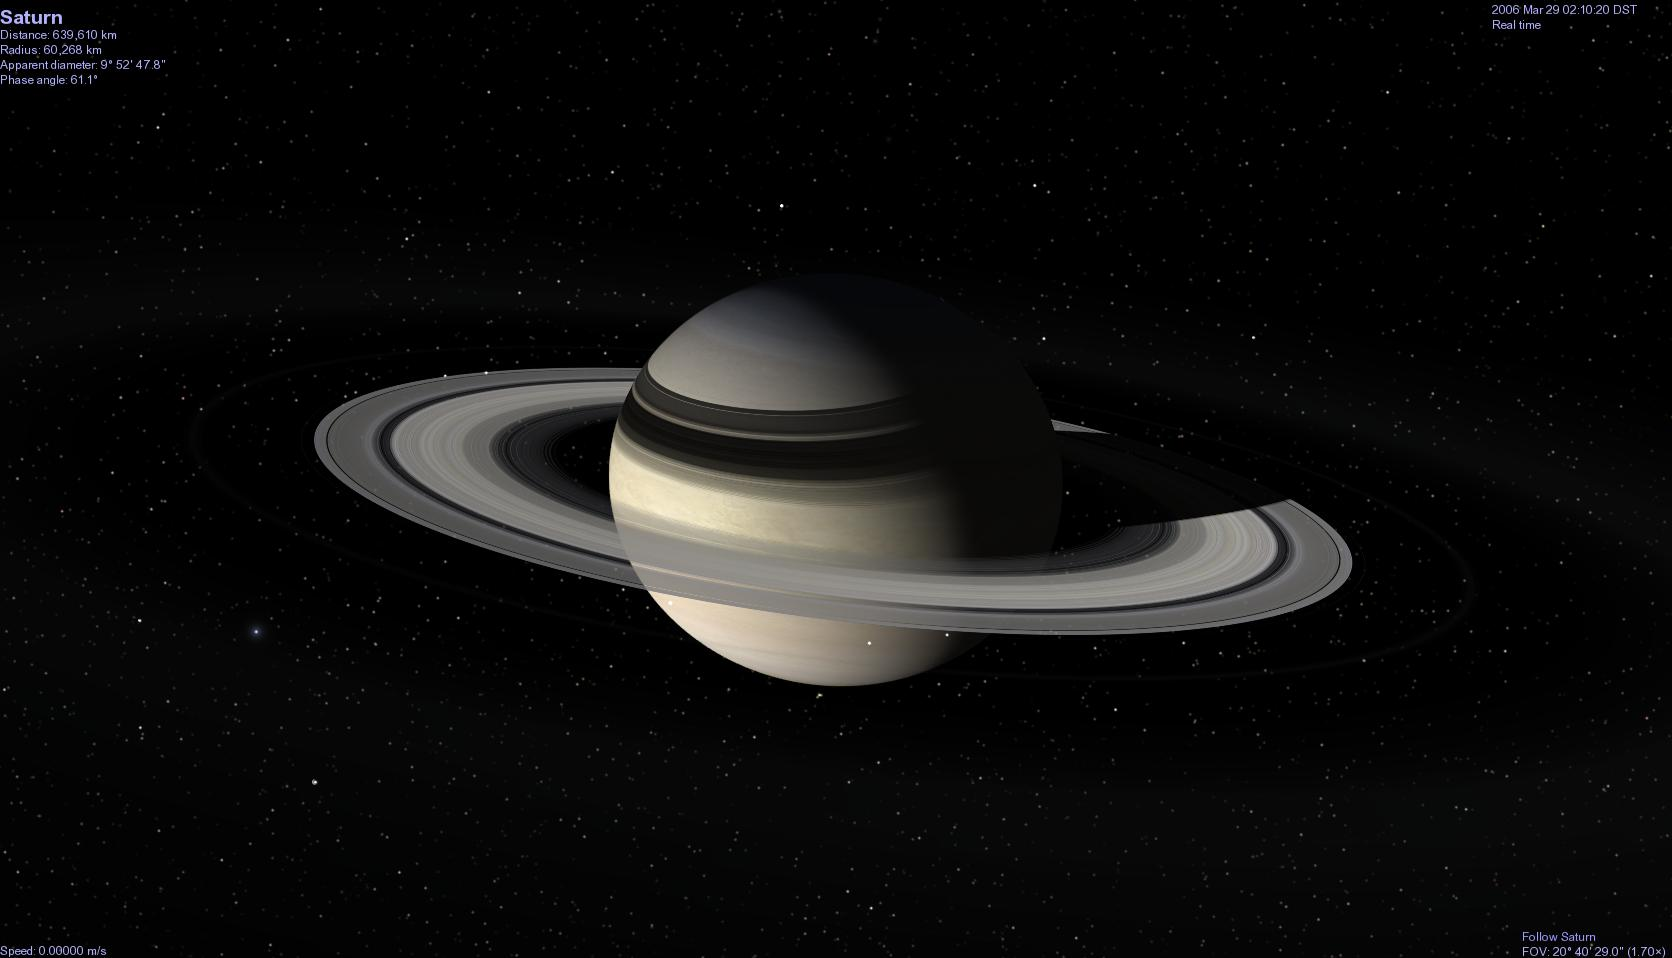 Saturn
Distance: 639,610 km
Radius: 60,268 km
Apparent diameter: 9° 52' 47.8"
Phase angle: 61.1°
2006 Mar 29 02:10:20 DST
Real time
Speed: 0.00000 m/s
Follow Saturn
FOV: 20° 40' 29.0" (1.70×)